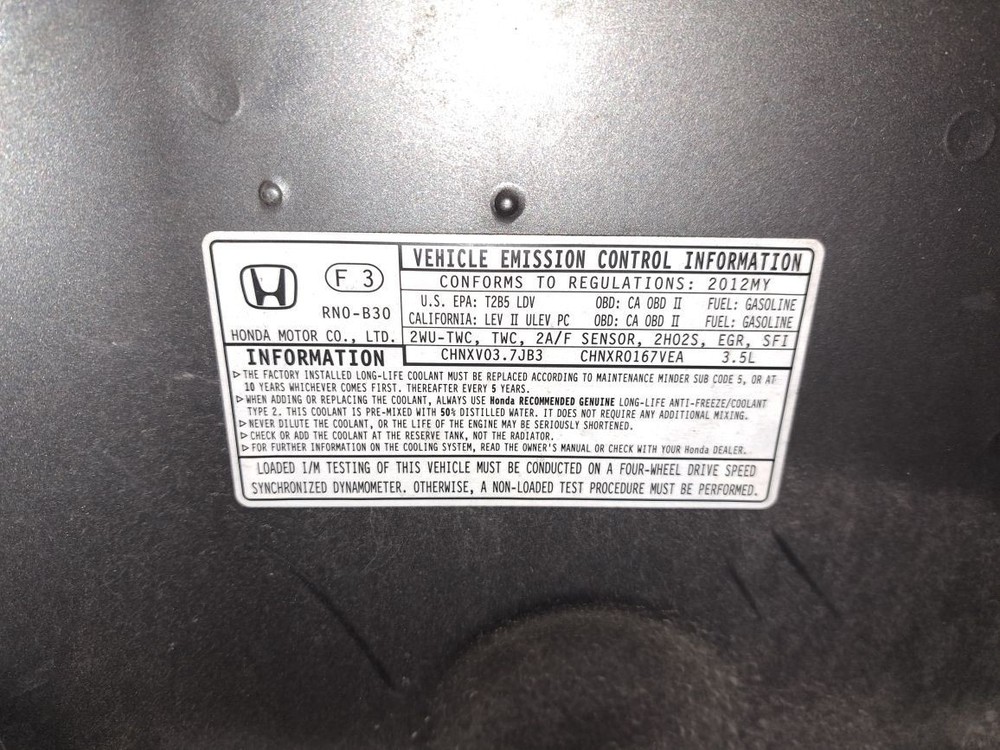 F 3
RN0-B30
HONDA MOTOR CO., LTD.
VEHICLE EMISSION CONTROL INFORMATION
CONFORMS TO REGULATIONS: 2012MY
U.S. EPA: T2B5 LDV OBD: CA OBD II FUEL: GASOLINE
CALIFORNIA: LEV II ULEV PC OBD: CA OBD II FUEL: GASOLINE
2WU-TWC, TWC, 2A/F SENSOR, 2HO2S, EGR, SFI
CHNXV03.7JB3 CHNXR0167VEA 3.5L
INFORMATION
▷THE FACTORY INSTALLED LONG-LIFE COOLANT MUST BE REPLACED ACCORDING TO MAINTENANCE MINDER SUB CODE 5, OR AT
10 YEARS WHICHEVER COMES FIRST. THEREAFTER EVERY 5 YEARS.
▷WHEN ADDING OR REPLACING THE COOLANT, ALWAYS USE Honda RECOMMENDED GENUINE LONG-LIFE ANTI-FREEZE/COOLANT
TYPE 2. THIS COOLANT IS PRE-MIXED WITH 50% DISTILLED WATER. IT DOES NOT REQUIRE ANY ADDITIONAL MIXING.
▷NEVER DILUTE THE COOLANT, OR THE LIFE OF THE ENGINE MAY BE SERIOUSLY SHORTENED.
▷CHECK OR ADD THE COOLANT AT THE RESERVE TANK, NOT THE RADIATOR.
▷FOR FURTHER INFORMATION ON THE COOLING SYSTEM, READ THE OWNER'S MANUAL OR CHECK WITH YOUR Honda DEALER.
LOADED I/M TESTING OF THIS VEHICLE MUST BE CONDUCTED ON A FOUR-WHEEL DRIVE SPEED
SYNCHRONIZED DYNAMOMETER. OTHERWISE, A NON-LOADED TEST PROCEDURE MUST BE PERFORMED.